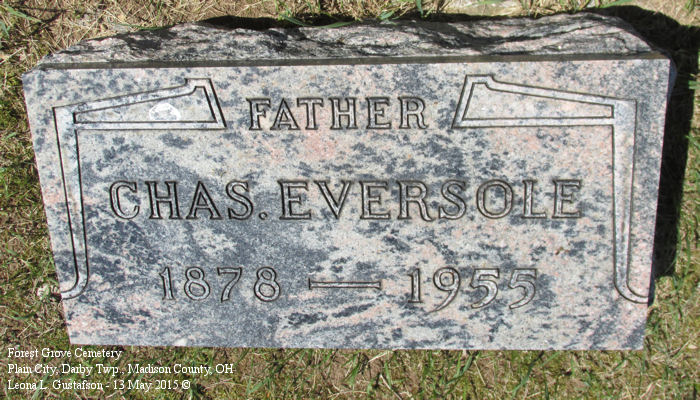 FATHER
CHAS. EVERSOLE
1878 — 1955
Forest Grove Cemetery
Plain City, Darby Twp., Madison County, OH
Leona L. Gustafson - 13 May 2015 ©